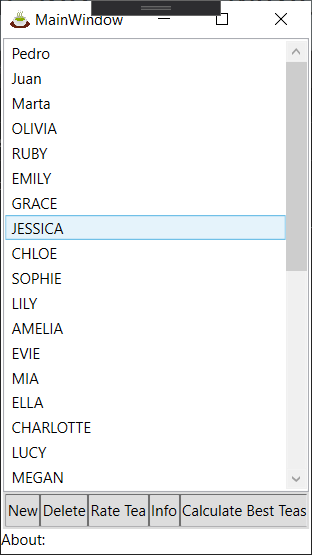 MainWindow
Pedro
Juan
Marta
OLIVIA
RUBY
EMILY
GRACE
JESSICA
CHLOE
SOPHIE
LILY
AMELIA
EVIE
MIA
ELLA
CHARLOTTE
LUCY
MEGAN
New Delete Rate Tea Info Calculate Best Teas
About: